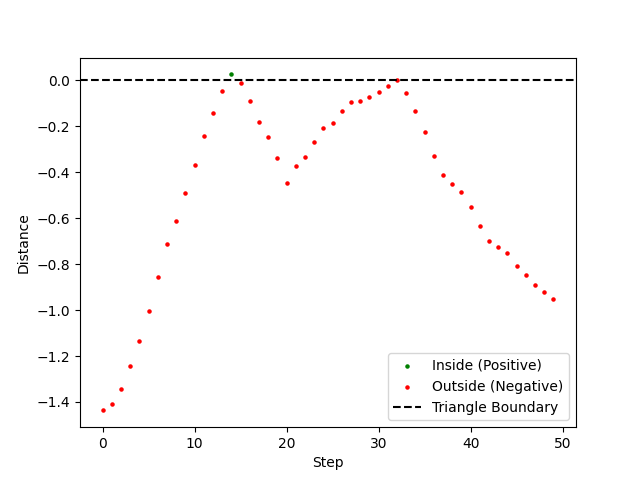 0.0
−0.2
−0.4
−0.6
−0.8
−1.0
−1.2
−1.4
Distance
Inside (Positive)
Outside (Negative)
Triangle Boundary
0 10 20 30 40 50
Step